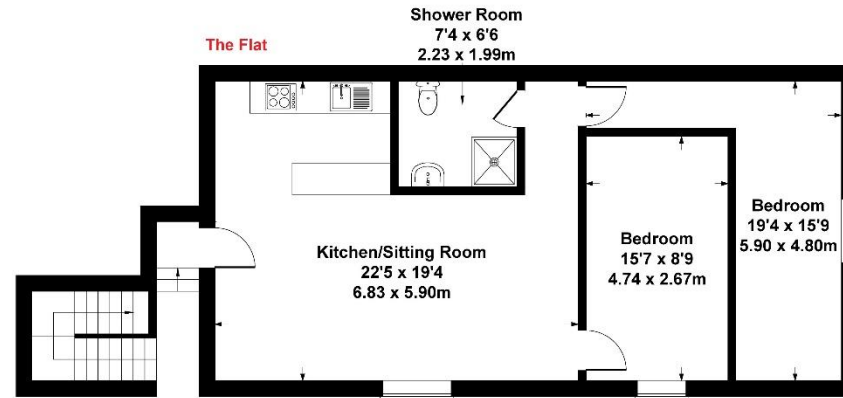 Shower Room
7'4 x 6'6
2.23 x 1.99m
The Flat
Kitchen/Sitting Room
22'5 x 19'4
6.83 x 5.90m
Bedroom
15'7 x 8'9
4.74 x 2.67m
Bedroom
19'4 x 15'9
5.90 x 4.80m